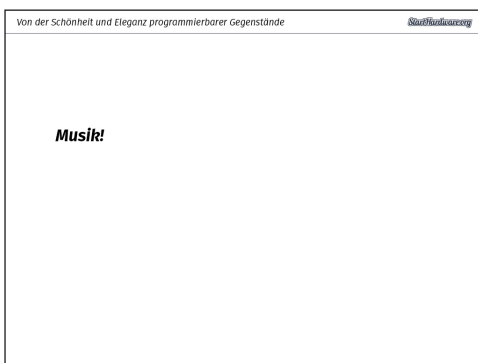 Von der Schönheit und Eleganz programmierbarer Gegenstände
StartHardware.org
Musik!